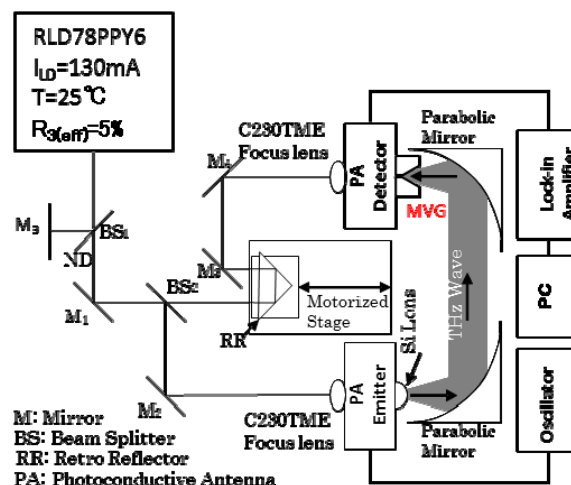 RLD78PPY6
I_LD=130mA
T=25℃
R_3(eff)=5%
M₃
BS₁
ND
M₁
BS₂
M₂
M₄
M₃
C230TME
Focus lens
PA
Detector
MVG
Parabolic
Mirror
Lock-in
Amplifier
PC
Oscillator
THz Wave
Motorized
Stage
RR
Si Lens
PA
Emitter
C230TME
Focus lens
Parabolic
Mirror
M: Mirror
BS: Beam Splitter
RR: Retro Reflector
PA: Photoconductive Antenna